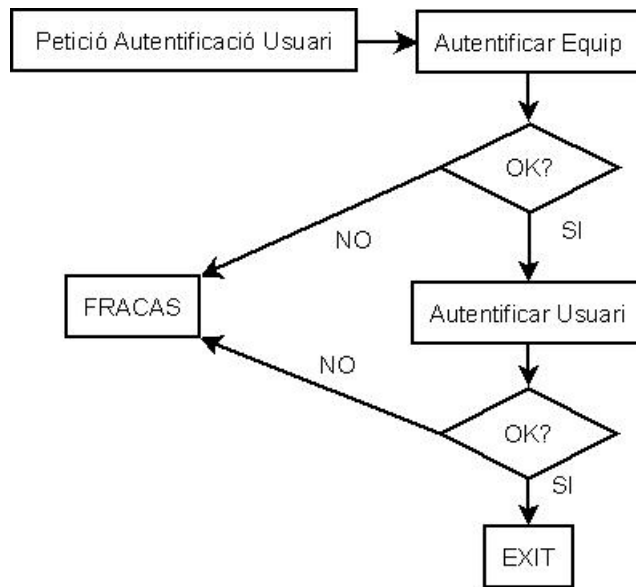 Petició Autentificació Usuari
Autentificar Equip
OK?
NO
SI
FRACAS
Autentificar Usuari
NO
OK?
SI
EXIT